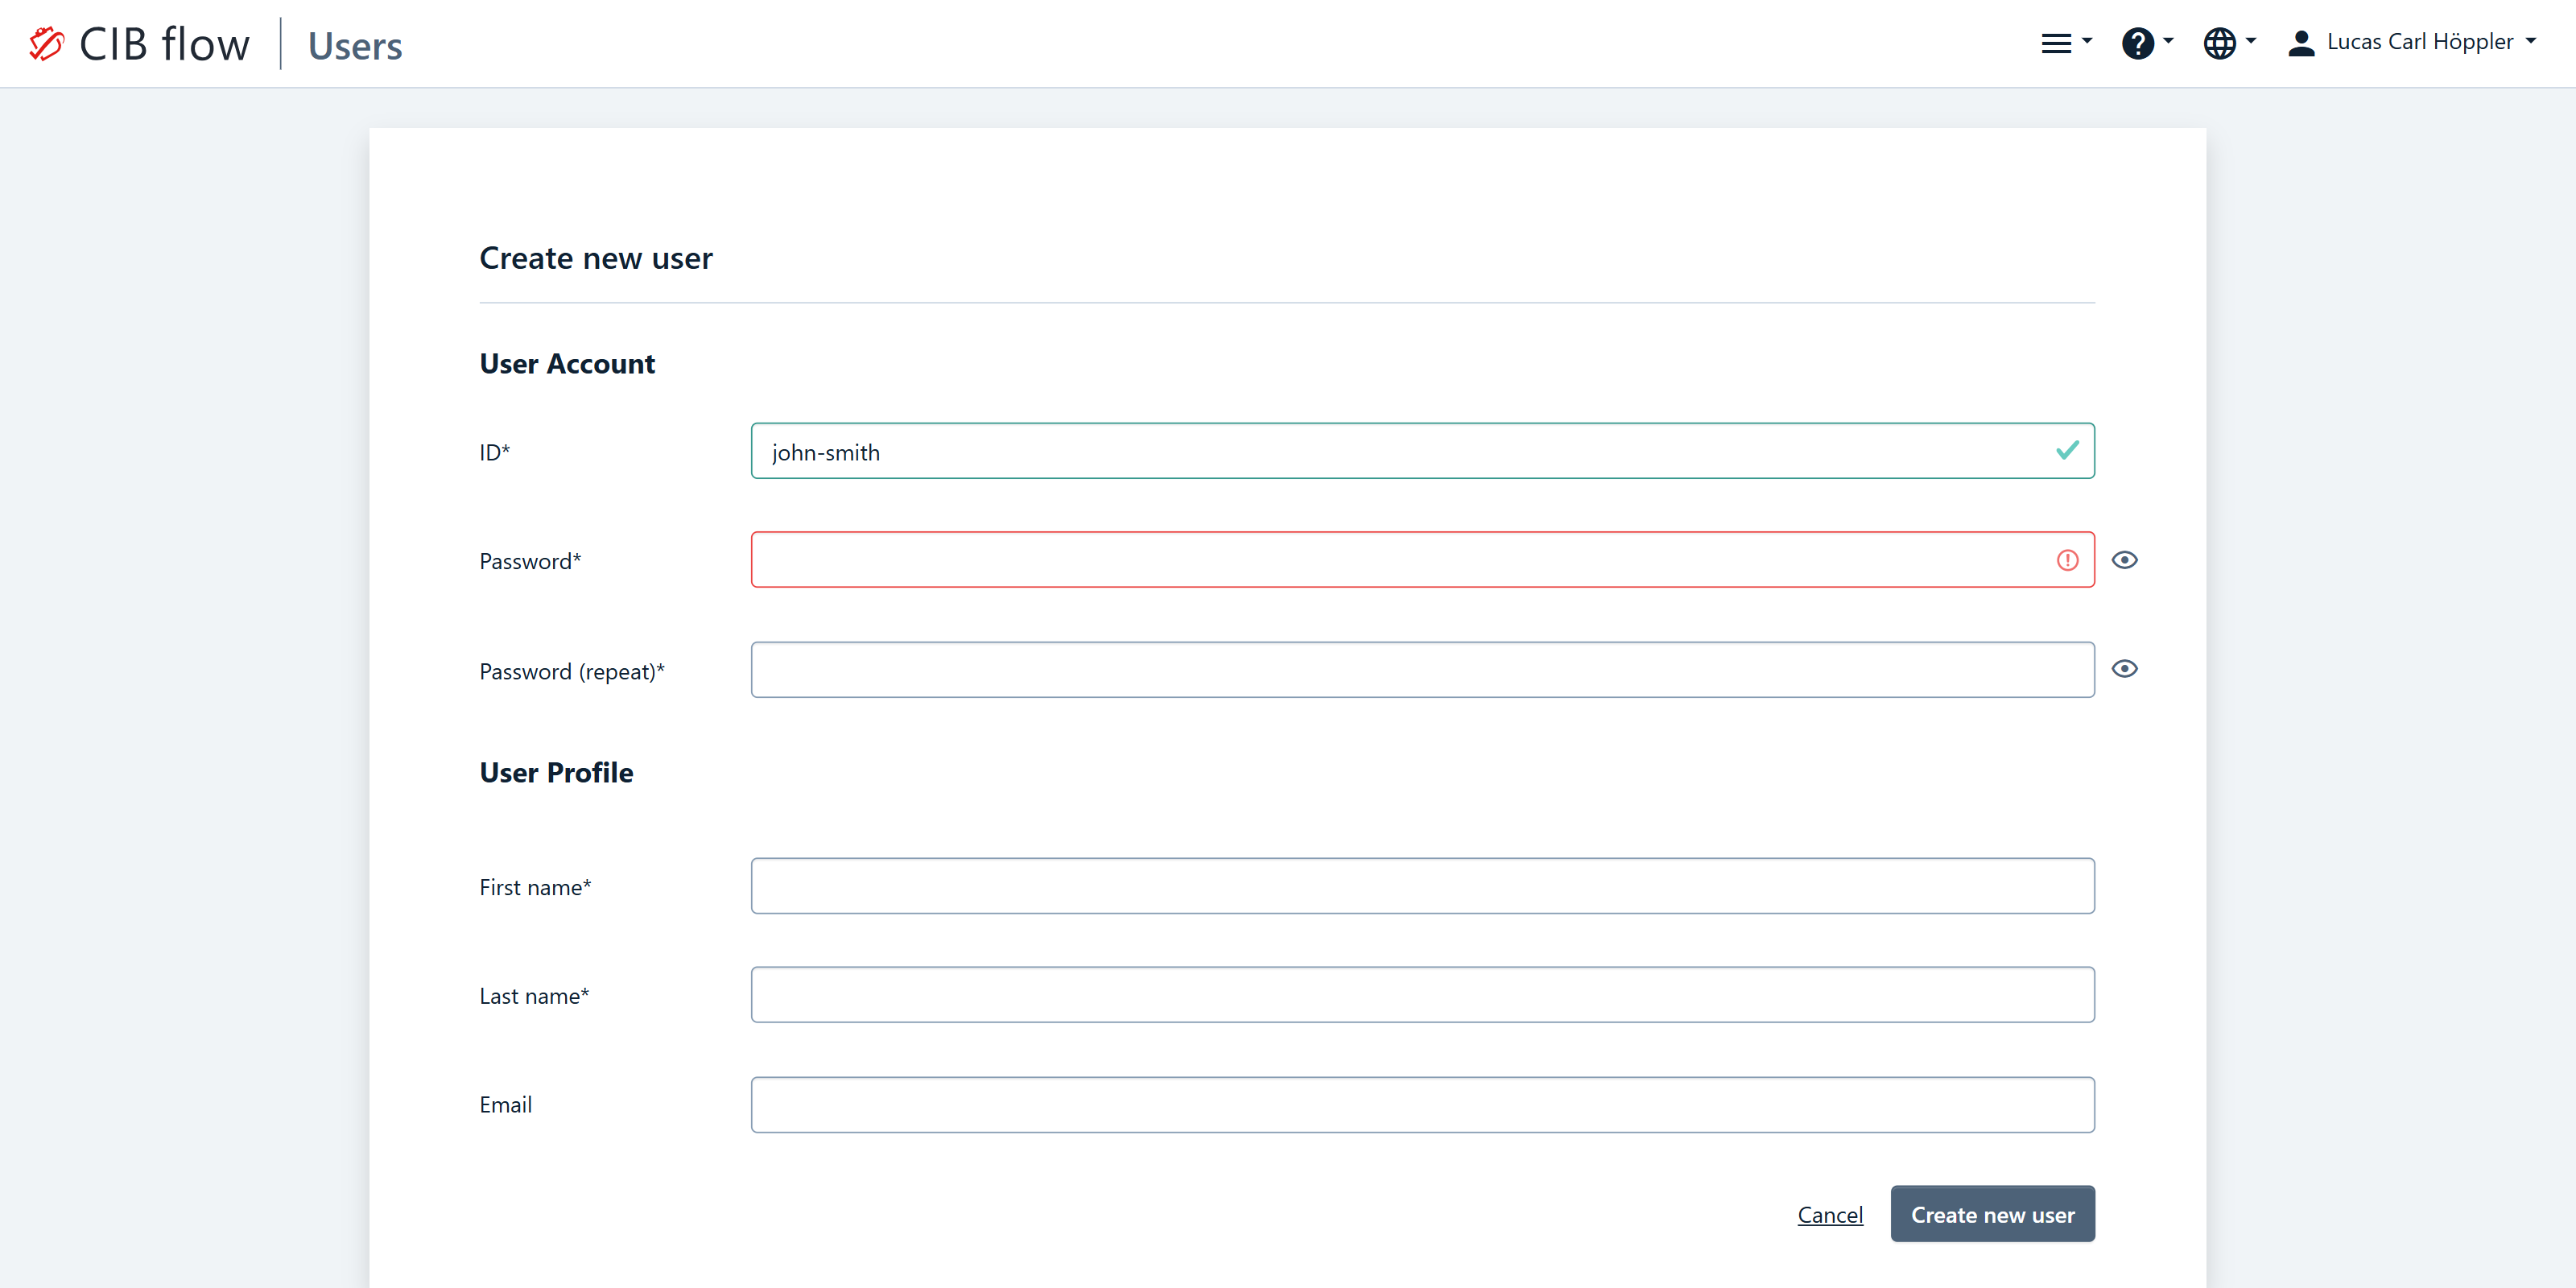 CIB flow
Users
Lucas Carl Höppler
Create new user
User Account
ID*
john-smith
Password*
Password (repeat)*
User Profile
First name*
Last name*
Email
Cancel
Create new user